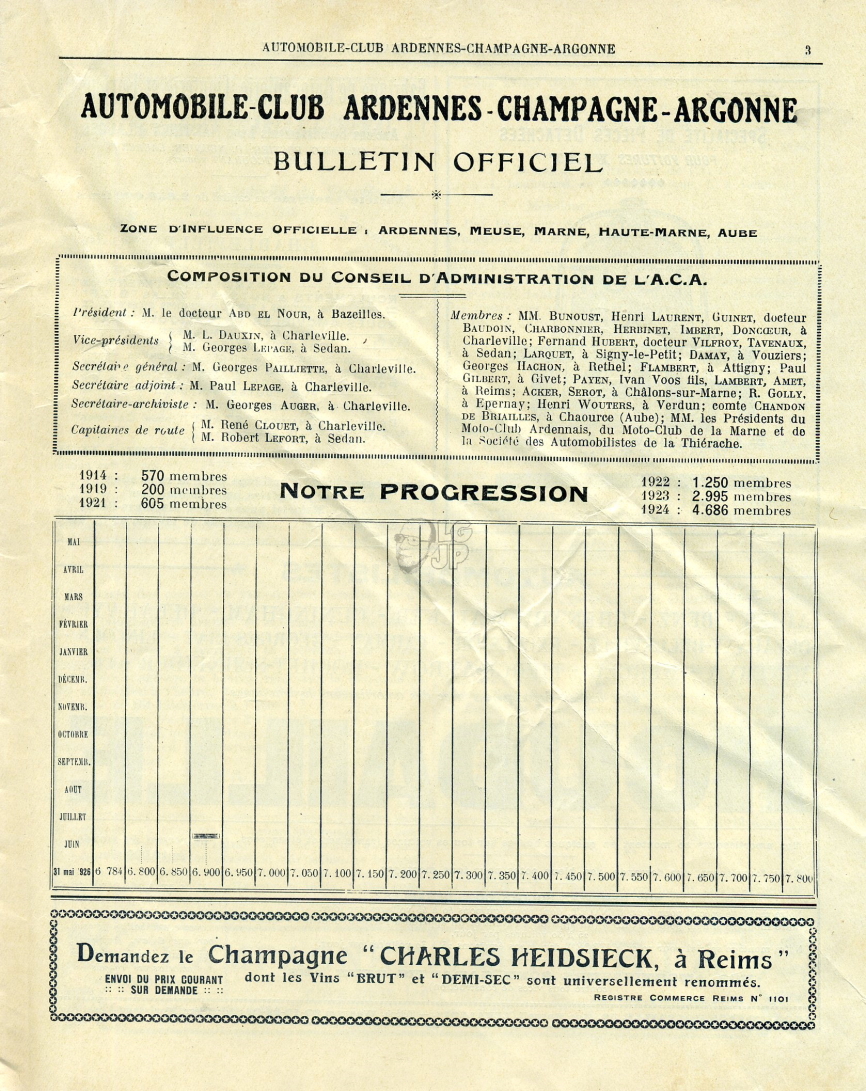 AUTOMOBILE-CLUB ARDENNES-CHAMPAGNE-ARGONNE 3
AUTOMOBILE-CLUB ARDENNES-CHAMPAGNE-ARGONNE
BULLETIN OFFICIEL
ZONE D'INFLUENCE OFFICIELLE : ARDENNES, MEUSE, MARNE, HAUTE-MARNE, AUBE
COMPOSITION DU CONSEIL D'ADMINISTRATION DE L'A.C.A.
Président : M. le docteur ABD EL NOUR, à Bazeilles.
Vice-présidents { M. L. DAUXIN, à Charleville.
M. Georges LEPAGE, à Sedan.
Secrétaire général : M. Georges PAILLIETTE, à Charleville.
Secrétaire adjoint : M. Paul LEPAGE, à Charleville.
Secrétaire-archiviste : M. Georges AUGER, à Charleville.
Capitaines de route { M. René CLOUET, à Charleville.
M. Robert LEFORT, à Sedan.
Membres : MM. BUNOUST, Henri LAURENT, GUINET, docteur
BAUDOIN, CHARBONNIER, HERBINET, IMBERT, DONCŒUR, à
Charleville; Fernand HUBERT, docteur VILFROY, TAVENAUX,
à Sedan; LARQUET, à Signy-le-Petit; DAMAY, à Vouziers;
Georges HACHON, à Rethel; FLAMBERT, à Attigny; Paul
GILBERT, à Givet; PAYEN, Ivan Voos fils, LAMBERT, AMET,
à Reims; ACKER, SEROT, à Châlons-sur-Marne; R. GOLLY,
à Epernay; Henri WOUTERS, à Verdun; comte CHANDON
DE BRIAILLES, à Chaource (Aube); MM. les Présidents du
Moto-Club Ardennais, du Moto-Club de la Marne et de
la Société des Automobilistes de la Thiérache.
1914 : 570 membres
1919 : 200 membres
1921 : 605 membres
NOTRE PROGRESSION
1922 : 1.250 membres
1923 : 2.995 membres
1924 : 4.686 membres
LG
JP
MAI
AVRIL
MARS
FÉVRIER
JANVIER
DÉCEMB.
NOVEMB.
OCTOBRE
SEPTEMB.
AOUT
JUILLET
JUIN
31 mai 1926 6 784 6.800 6.850 6.900 6.950 7.000 7.050 7.100 7.150 7.200 7.250 7.300 7.350 7.400 7.450 7.500 7.550 7.600 7.650 7.700 7.750 7.800
Demandez le Champagne "CHARLES HEIDSIECK, à Reims"
ENVOI DU PRIX COURANT
:: :: SUR DEMANDE :: ::
dont les Vins "BRUT" et "DEMI-SEC" sont universellement renommés.
REGISTRE COMMERCE REIMS N° 1101